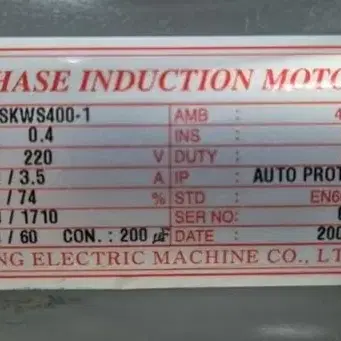 HASE INDUCTION MOTO
SKWS400-1 AMB : 4
0.4 INS :
220 V DUTY :
/ 3.5 A IP : AUTO PROT
/ 74 % STD : EN6
/ 1710 SER NO:
/ 60 CON. : 200 μF DATE : 200
NG ELECTRIC MACHINE CO., LT